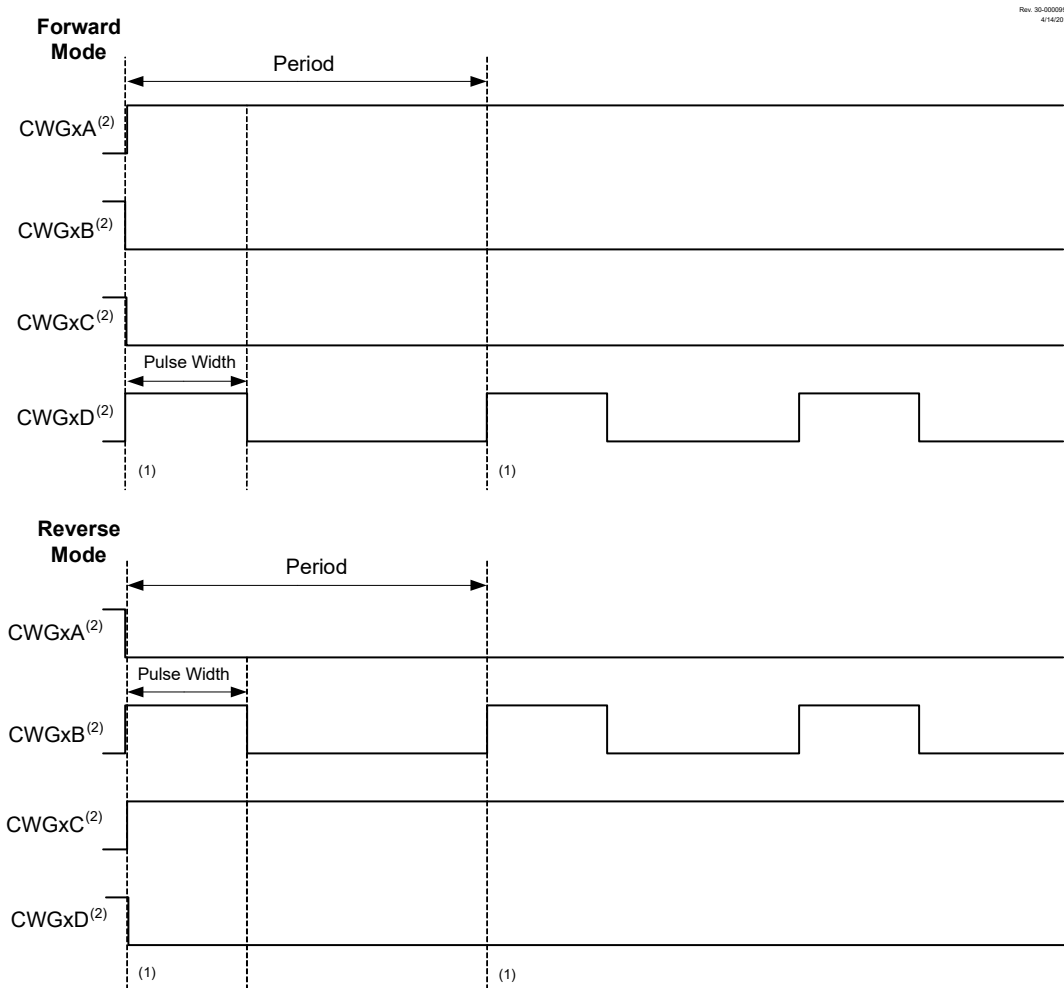 Rev. 30-000099
4/14/20
Forward
Mode
Period
CWGxA(2)
CWGxB(2)
CWGxC(2)
Pulse Width
CWGxD(2)
(1)
(1)
Reverse
Mode
Period
CWGxA(2)
Pulse Width
CWGxB(2)
CWGxC(2)
CWGxD(2)
(1)
(1)